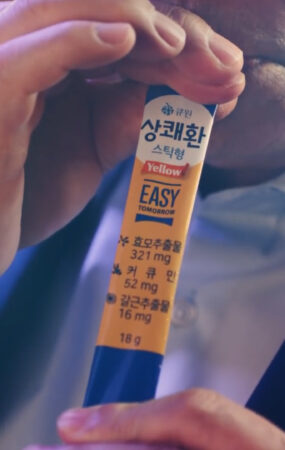 큐원
상쾌환
스틱형
Yellow
EASY
TOMORROW
효모추출물
321 mg
커큐민
52 mg
갈근추출물
16 mg
18 g